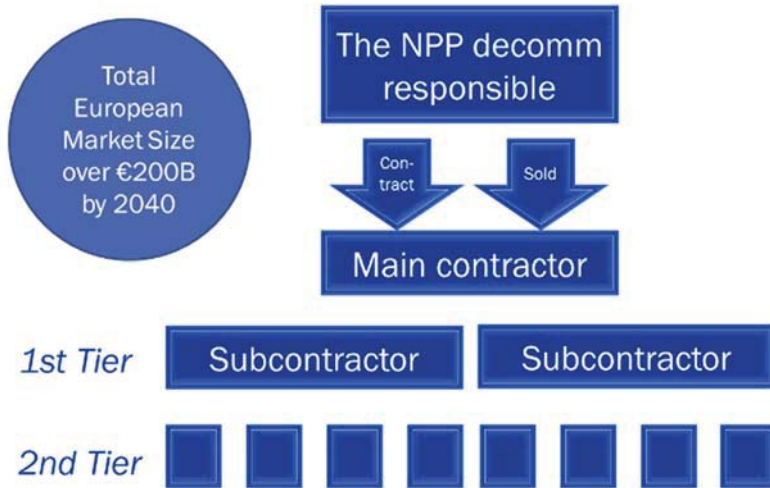 Total
European
Market Size
over €200B
by 2040
The NPP decomm
responsible
Con-
tract
Sold
Main contractor
1st Tier
Subcontractor
Subcontractor
2nd Tier